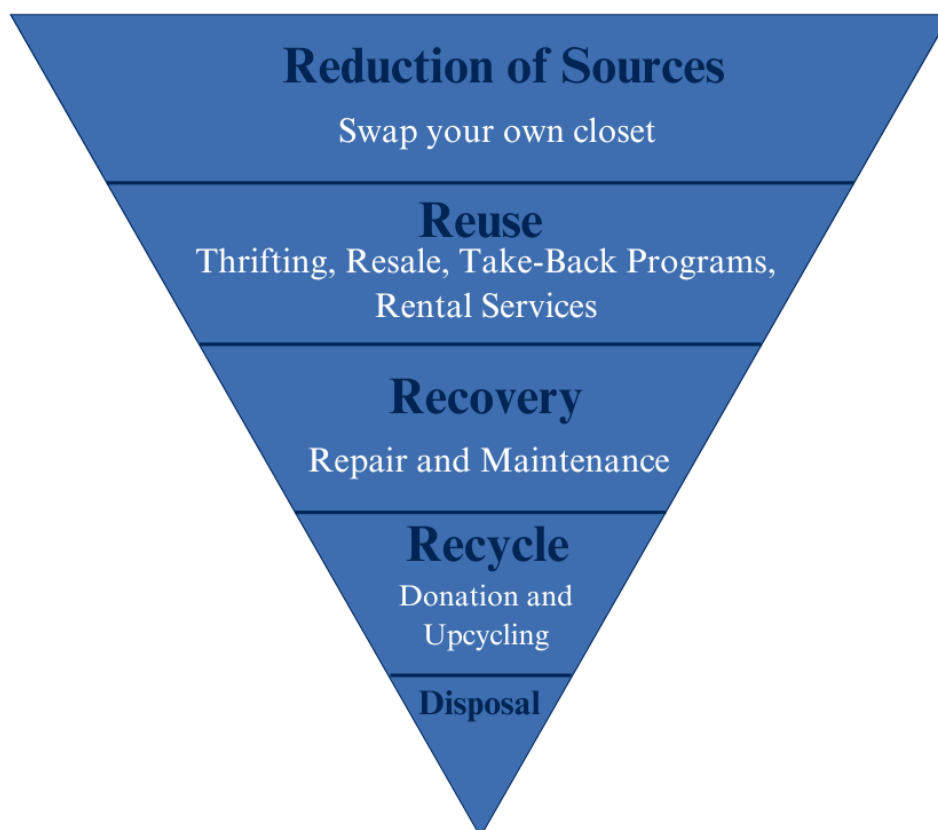 Reduction of Sources
Swap your own closet
Reuse
Thrifting, Resale, Take-Back Programs,
Rental Services
Recovery
Repair and Maintenance
Recycle
Donation and
Upcycling
Disposal